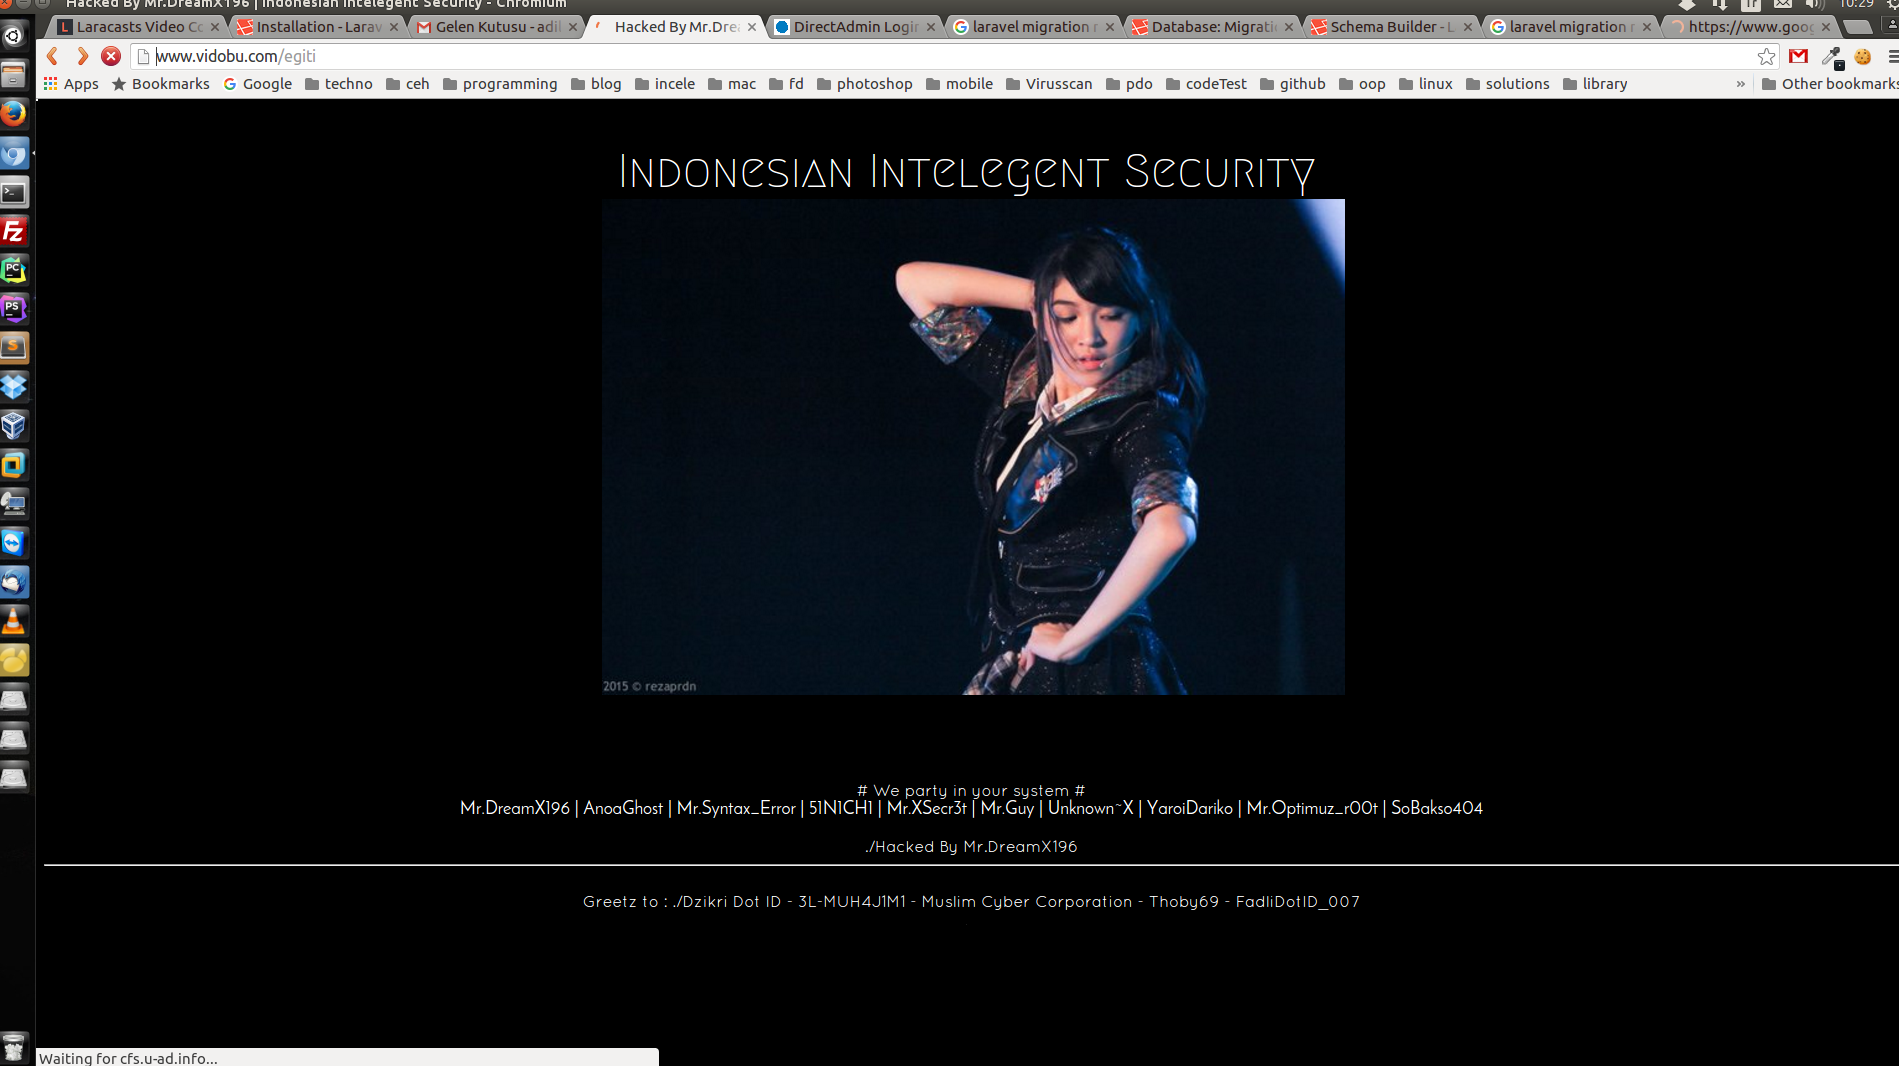 Hacked By Mr.DreamX196 | Indonesian Intelegent Security - Chromium
10:29
Laracasts Video Co
Installation - Larav
Gelen Kutusu - adil
Hacked By Mr.Drea
DirectAdmin Login
laravel migration r
Database: Migratio
Schema Builder - L
laravel migration r
https://www.goog
www.vidobu.com/egiti
Apps Bookmarks Google techno ceh programming blog incele mac fd photoshop mobile Virusscan pdo codeTest github oop linux solutions library » Other bookmarks
Indonesian Intelegent Security
2015 © rezaprdn
# We party in your system #
Mr.DreamX196 | AnoaGhost | Mr.Syntax_Error | 51N1CH1 | Mr.XSecr3t | Mr.Guy | Unknown~X | YaroiDariko | Mr.Optimuz_r00t | SoBakso404
./Hacked By Mr.DreamX196
Greetz to : ./Dzikri Dot ID - 3L-MUH4J1M1 - Muslim Cyber Corporation - Thoby69 - FadliDotID_007
Waiting for cfs.u-ad.info...